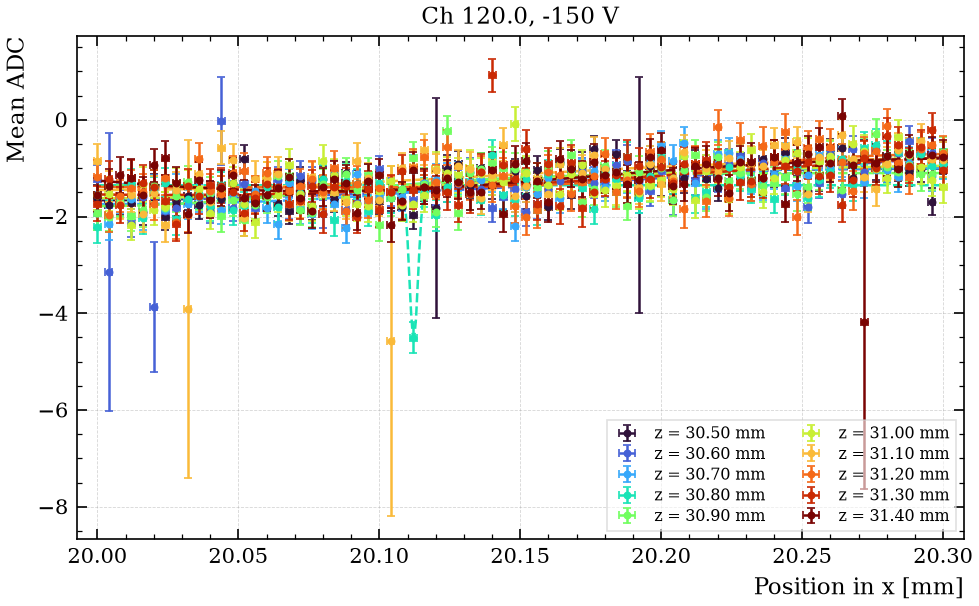 Ch 120.0, -150 V
Mean ADC
0
−2
−4
−6
−8
20.00 20.05 20.10 20.15 20.20 20.25 20.30
Position in x [mm]
z = 30.50 mm
z = 30.60 mm
z = 30.70 mm
z = 30.80 mm
z = 30.90 mm
z = 31.00 mm
z = 31.10 mm
z = 31.20 mm
z = 31.30 mm
z = 31.40 mm